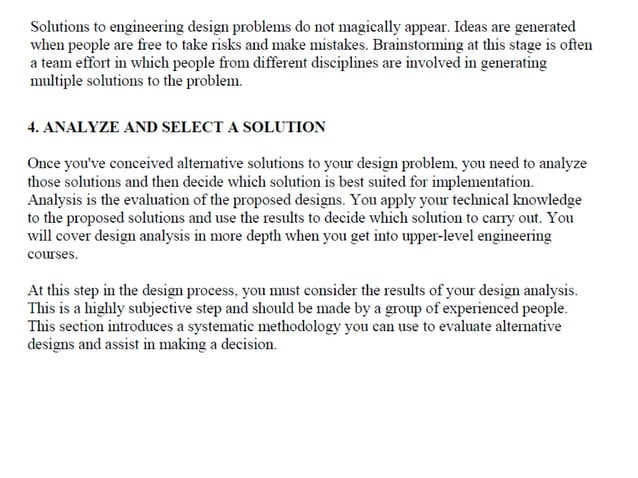 Solutions to engineering design problems do not magically appear. Ideas are generated
when people are free to take risks and make mistakes. Brainstorming at this stage is often
a team effort in which people from different disciplines are involved in generating
multiple solutions to the problem.
4. ANALYZE AND SELECT A SOLUTION
Once you've conceived alternative solutions to your design problem, you need to analyze
those solutions and then decide which solution is best suited for implementation.
Analysis is the evaluation of the proposed designs. You apply your technical knowledge
to the proposed solutions and use the results to decide which solution to carry out. You
will cover design analysis in more depth when you get into upper-level engineering
courses.
At this step in the design process, you must consider the results of your design analysis.
This is a highly subjective step and should be made by a group of experienced people.
This section introduces a systematic methodology you can use to evaluate alternative
designs and assist in making a decision.